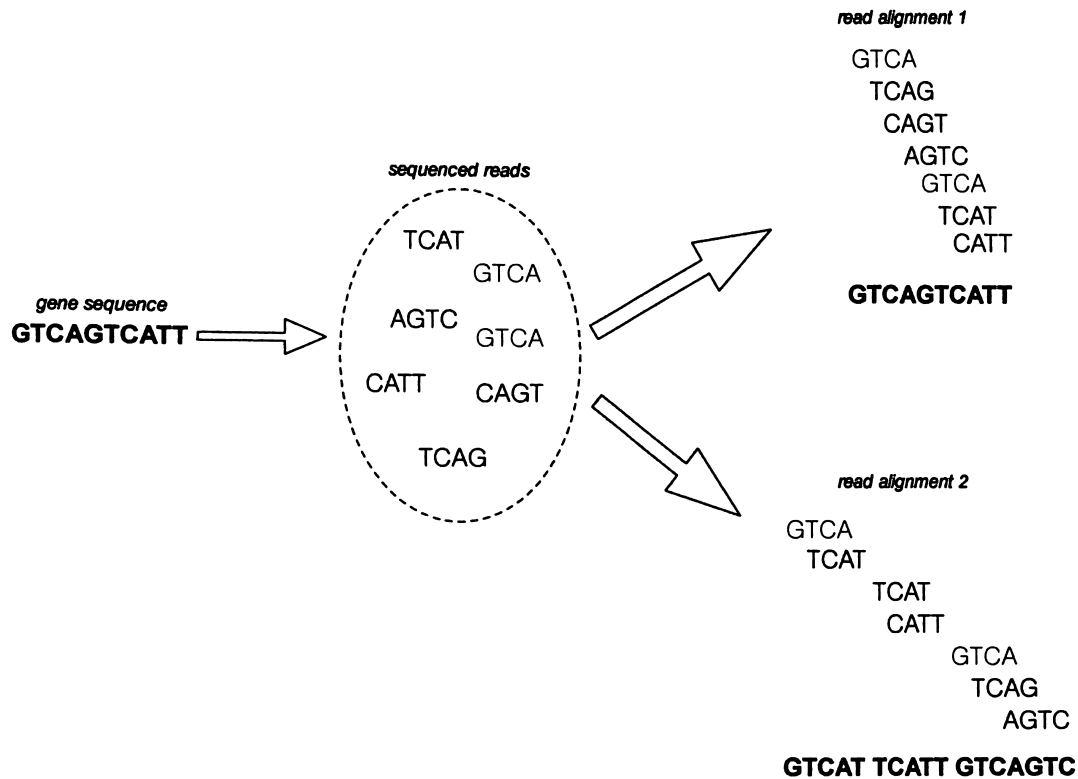 gene sequence
GTCAGTCATT
sequenced reads
TCAT
GTCA
AGTC
GTCA
CATT
CAGT
TCAG
read alignment 1
GTCA
TCAG
CAGT
AGTC
GTCA
TCAT
CATT
GTCAGTCATT
read alignment 2
GTCA
TCAT
TCAT
CATT
GTCA
TCAG
AGTC
GTCAT TCATT GTCAGTC